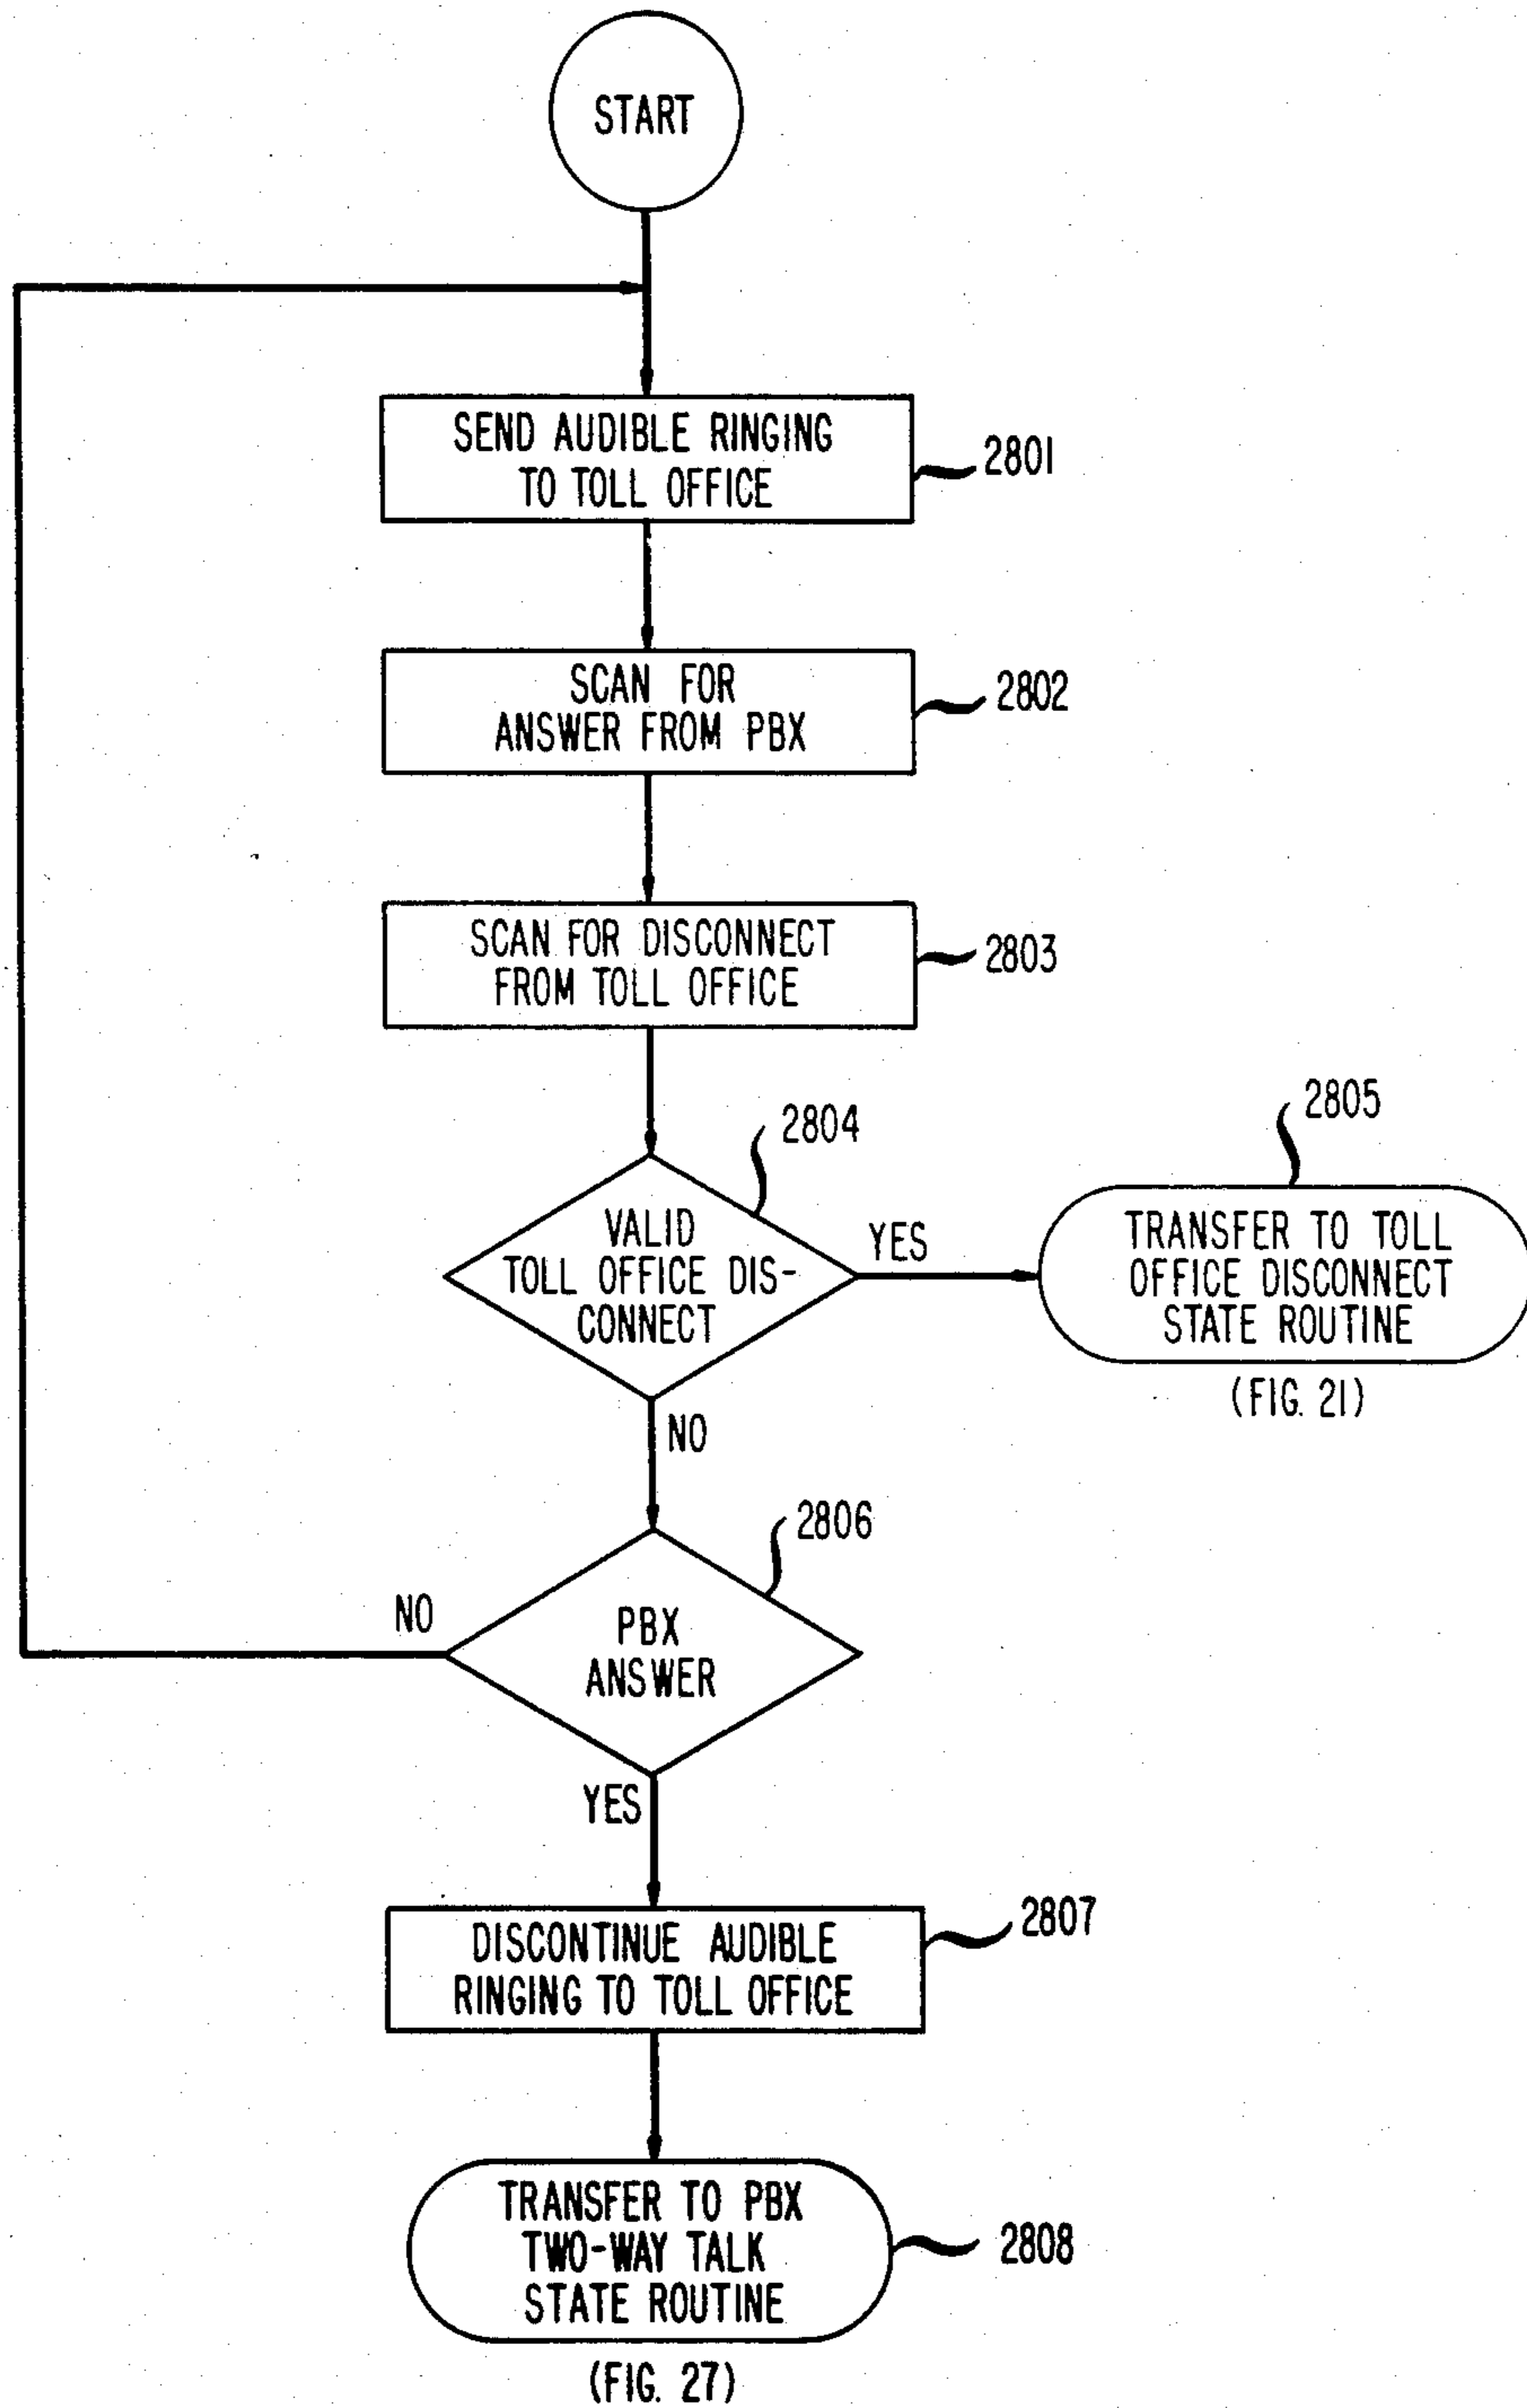 START
SEND AUDIBLE RINGING
TO TOLL OFFICE
2801
SCAN FOR
ANSWER FROM PBX
2802
SCAN FOR DISCONNECT
FROM TOLL OFFICE
2803
2804
VALID
TOLL OFFICE DIS-
CONNECT
YES
2805
TRANSFER TO TOLL
OFFICE DISCONNECT
STATE ROUTINE
(FIG. 21)
NO
2806
NO
PBX
ANSWER
YES
DISCONTINUE AUDIBLE
RINGING TO TOLL OFFICE
2807
TRANSFER TO PBX
TWO-WAY TALK
STATE ROUTINE
2808
(FIG. 27)